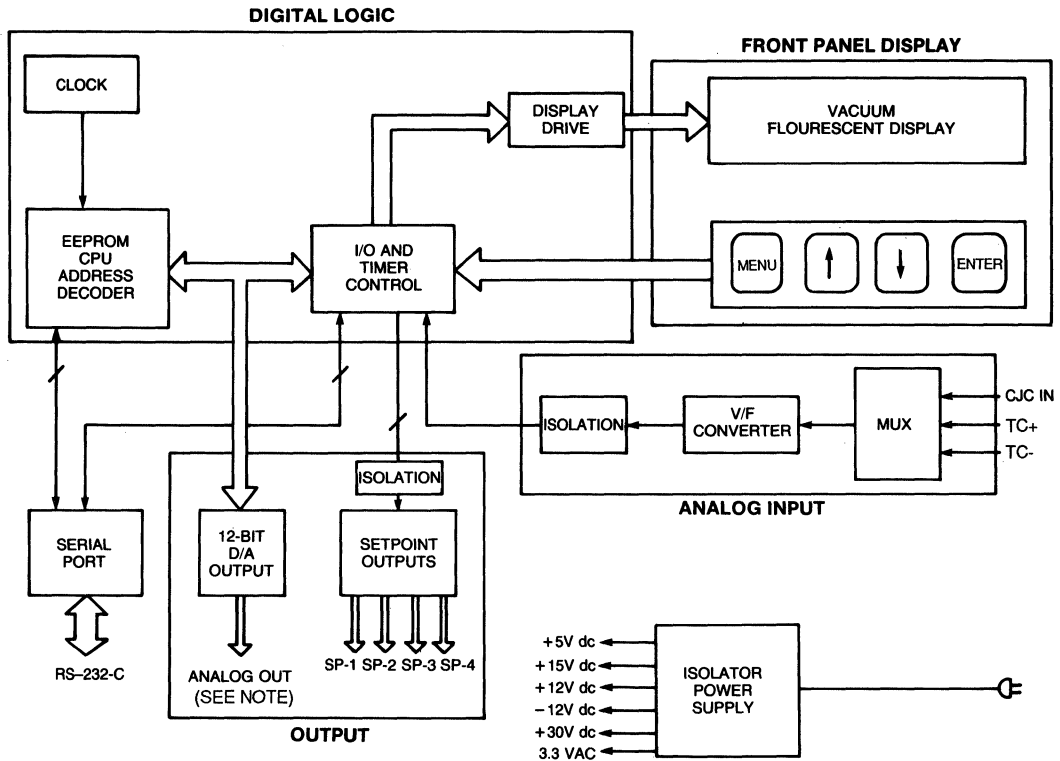 DIGITAL LOGIC
FRONT PANEL DISPLAY
CLOCK
DISPLAY
DRIVE
VACUUM
FLOURESCENT DISPLAY
EEPROM
CPU
ADDRESS
DECODER
I/O AND
TIMER
CONTROL
MENU
ENTER
ISOLATION
V/F
CONVERTER
MUX
CJC IN
TC+
TC-
ANALOG INPUT
ISOLATION
SERIAL
PORT
12-BIT
D/A
OUTPUT
SETPOINT
OUTPUTS
RS-232-C
ANALOG OUT
(SEE NOTE)
SP-1 SP-2 SP-3 SP-4
OUTPUT
+5V dc
+15V dc
+12V dc
-12V dc
+30V dc
3.3 VAC
ISOLATOR
POWER
SUPPLY